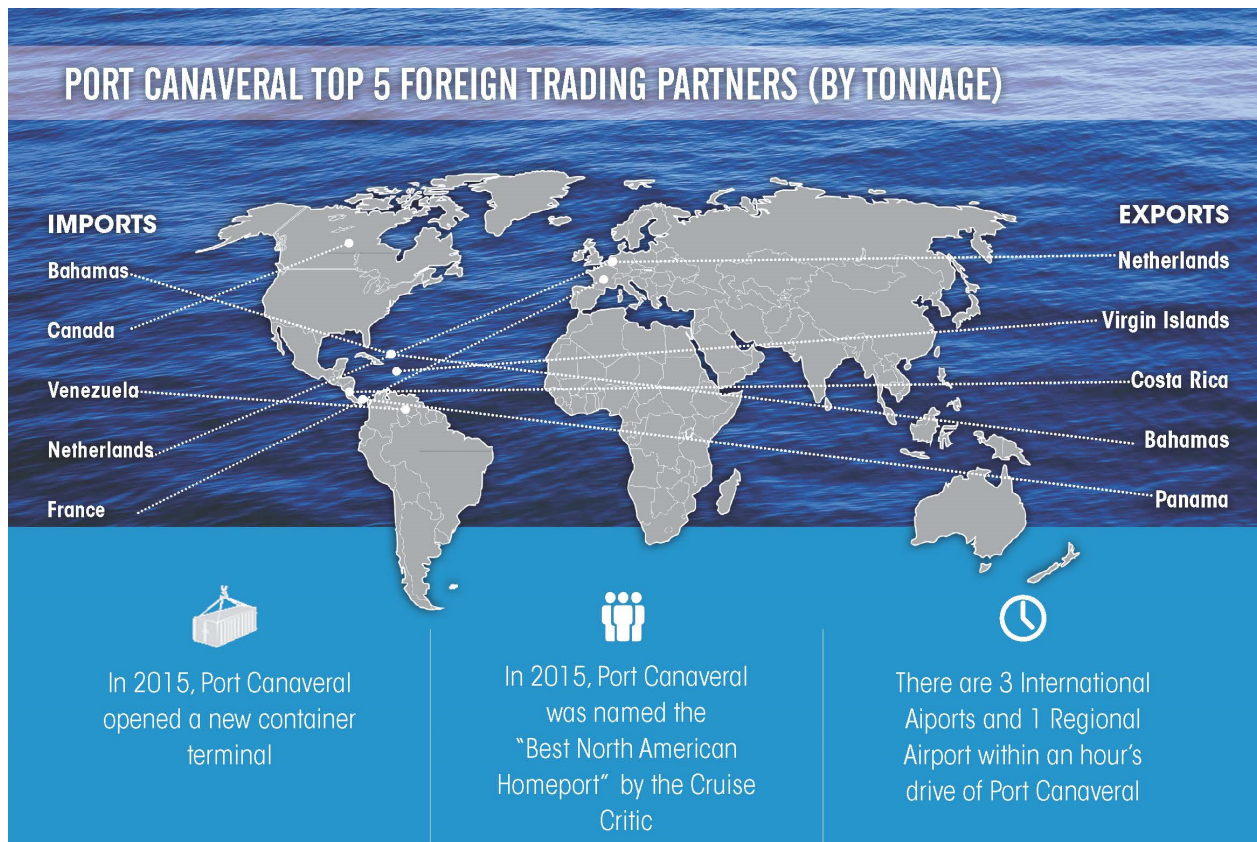 PORT CANAVERAL TOP 5 FOREIGN TRADING PARTNERS (BY TONNAGE)
IMPORTS
Bahamas
Canada
Venezuela
Netherlands
France
EXPORTS
Netherlands
Virgin Islands
Costa Rica
Bahamas
Panama
In 2015, Port Canaveral
opened a new container
terminal
In 2015, Port Canaveral
was named the
“Best North American
Homeport” by the Cruise
Critic
There are 3 International
Aiports and 1 Regional
Airport within an hour’s
drive of Port Canaveral